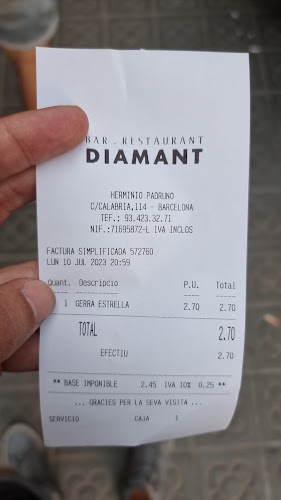 BAR . RESTAURANT
DIAMANT
HERMINIO PADRUNO
C/CALABRIA,114 - BARCELONA
TEF.: 93.423.32.71
NIF.:71695872-L IVA INCLOS
FACTURA SIMPLIFICADA 572760
LUN 10 JUL 2023 20:59
Quant. Descripcio P.U. Total
1 GERRA ESTRELLA 2.70 2.70
TOTAL 2.70
EFECTIU 2.70
** BASE IMPONIBLE 2.45 IVA 10% 0.25 **
... GRACIES PER LA SEVA VISITA ...
SERVICIO CAJA 1